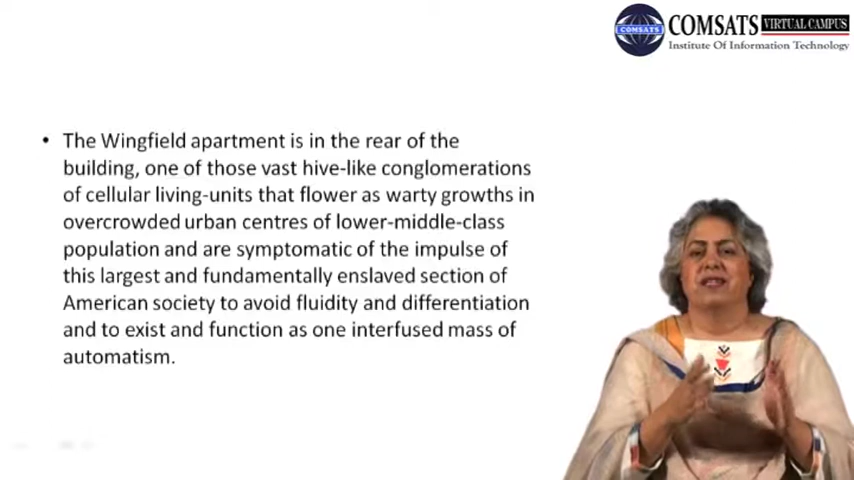 COMSATS VIRTUAL CAMPUS
COMSATS
Institute Of Information Technology
• The Wingfield apartment is in the rear of the
building, one of those vast hive-like conglomerations
of cellular living-units that flower as warty growths in
overcrowded urban centres of lower-middle-class
population and are symptomatic of the impulse of
this largest and fundamentally enslaved section of
American society to avoid fluidity and differentiation
and to exist and function as one interfused mass of
automatism.